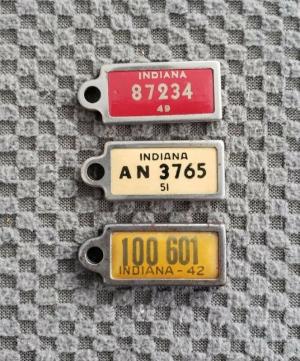 INDIANA
87234
49
INDIANA
AN 3765
51
100 601
INDIANA - 42